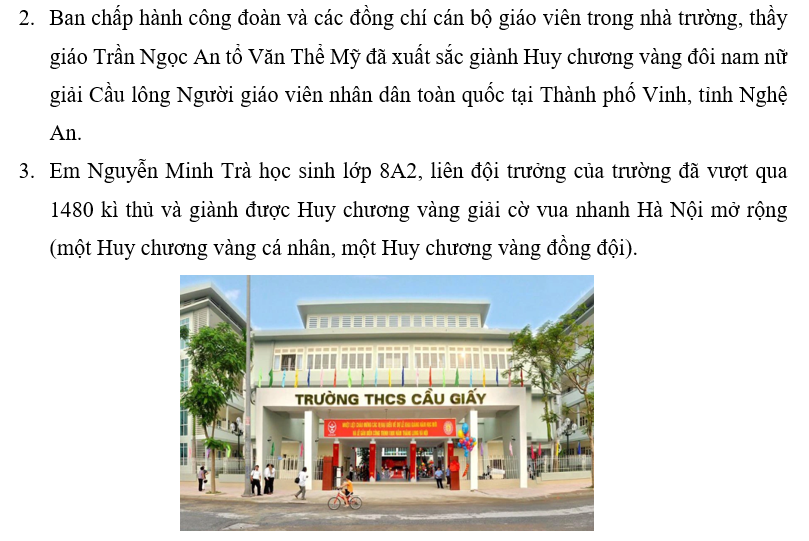 2. Ban chấp hành công đoàn và các đồng chí cán bộ giáo viên trong nhà trường, thầy
giáo Trần Ngọc An tổ Văn Thể Mỹ đã xuất sắc giành Huy chương vàng đôi nam nữ
giải Cầu lông Người giáo viên nhân dân toàn quốc tại Thành phố Vinh, tỉnh Nghệ
An.
3. Em Nguyễn Minh Trà học sinh lớp 8A2, liên đội trưởng của trường đã vượt qua
1480 kì thủ và giành được Huy chương vàng giải cờ vua nhanh Hà Nội mở rộng
(một Huy chương vàng cá nhân, một Huy chương vàng đồng đội).
TRƯỜNG THCS CẦU GIẤY